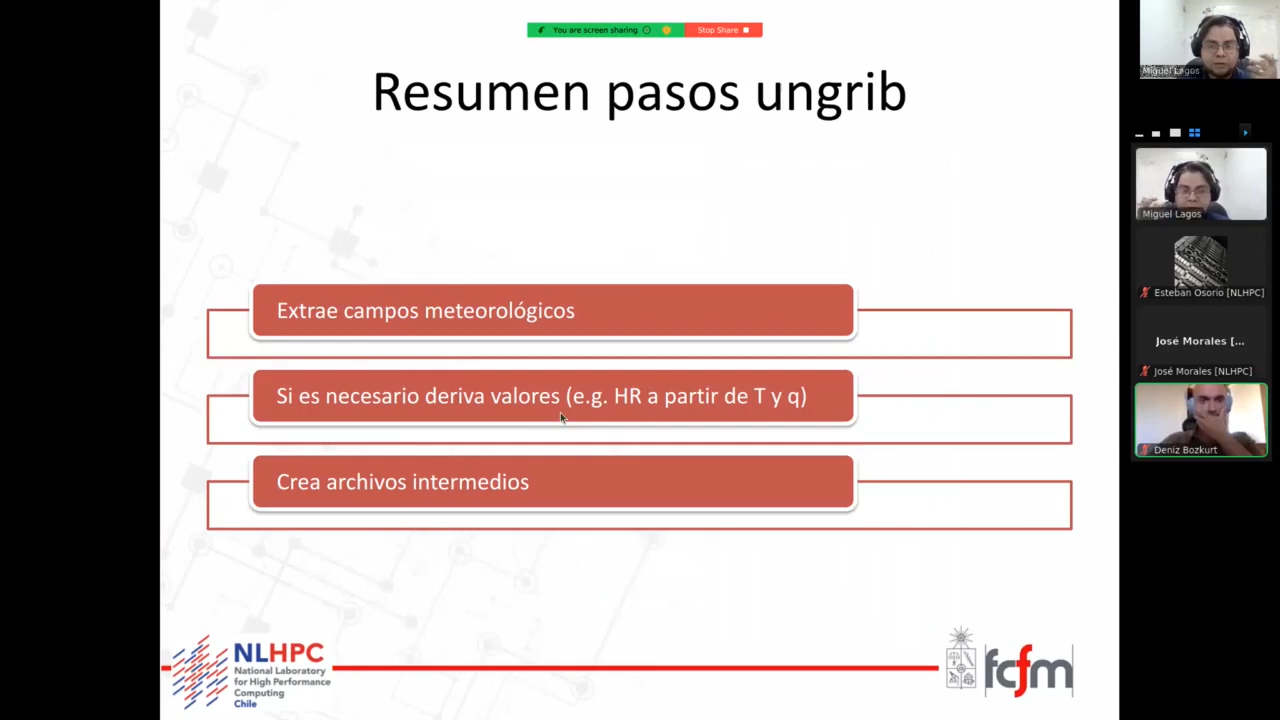 You are screen sharing
Stop Share
Resumen pasos ungrib
Extrae campos meteorológicos
Si es necesario deriva valores (e.g. HR a partir de T y q)
Crea archivos intermedios
NLHPC
National Laboratory
for High Performance
Computing
Chile
fcfm
Miguel Lagos
Miguel Lagos
Esteban Osorio [NLHPC]
José Morales [...
José Morales [NLHPC]
Deniz Bozkurt